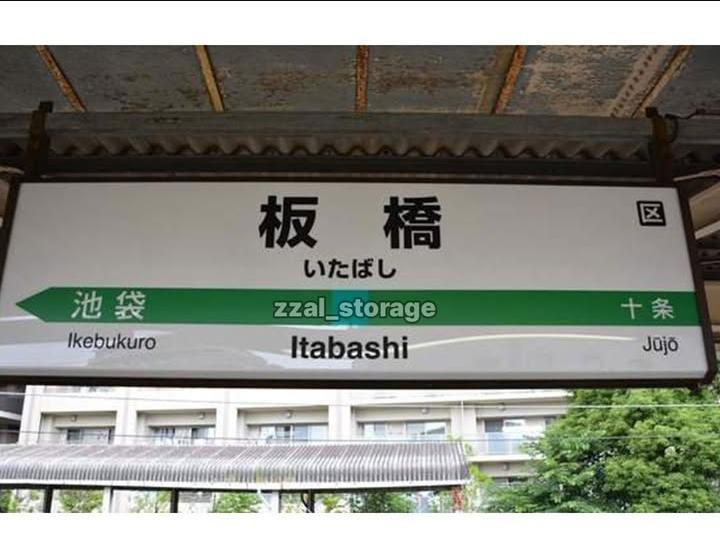 板橋
区
いたばし
池袋 zzal_storage 十条
Ikebukuro Itabashi Jūjō